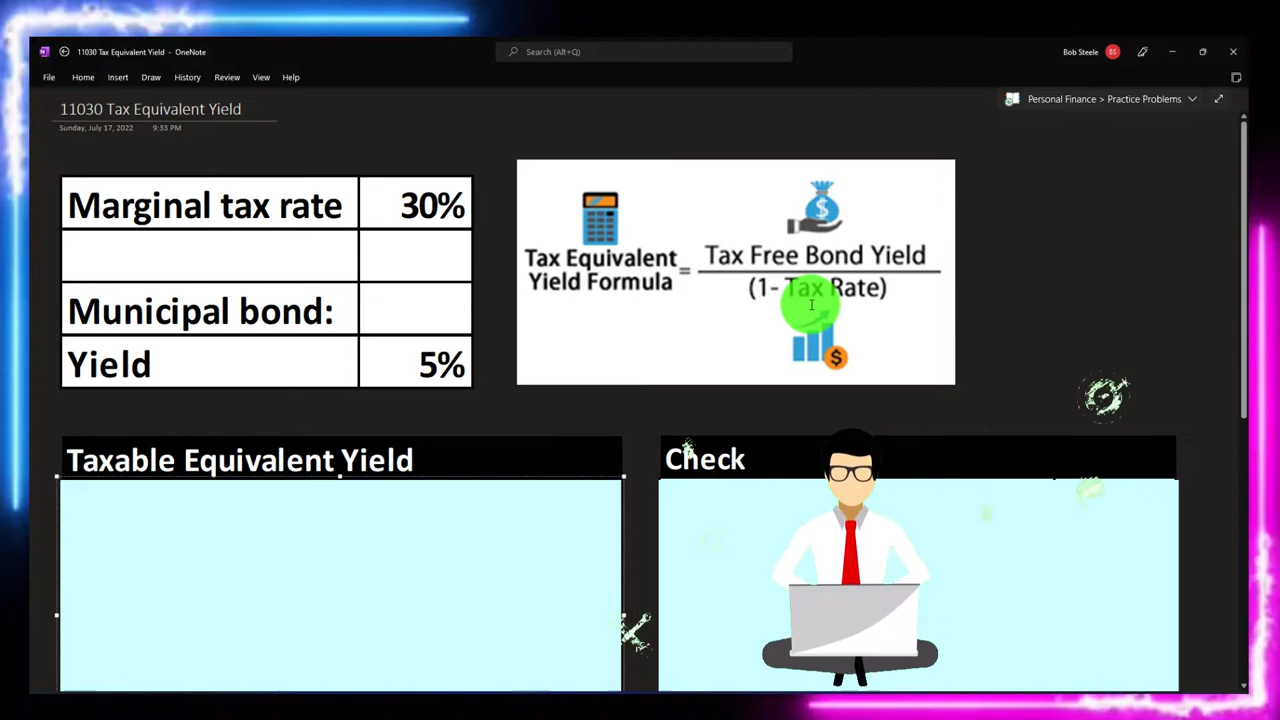 11030 Tax Equivalent Yield - OneNote
Search (Alt+Q)
Bob Steele
BS
File Home Insert Draw History Review View Help
11030 Tax Equivalent Yield
Sunday, July 17, 2022 9:33 PM
Personal Finance > Practice Problems
Marginal tax rate 30%
Municipal bond:
Yield 5%
Tax Equivalent
Yield Formula
=
Tax Free Bond Yield
(1- Tax Rate)
Taxable Equivalent Yield
Check